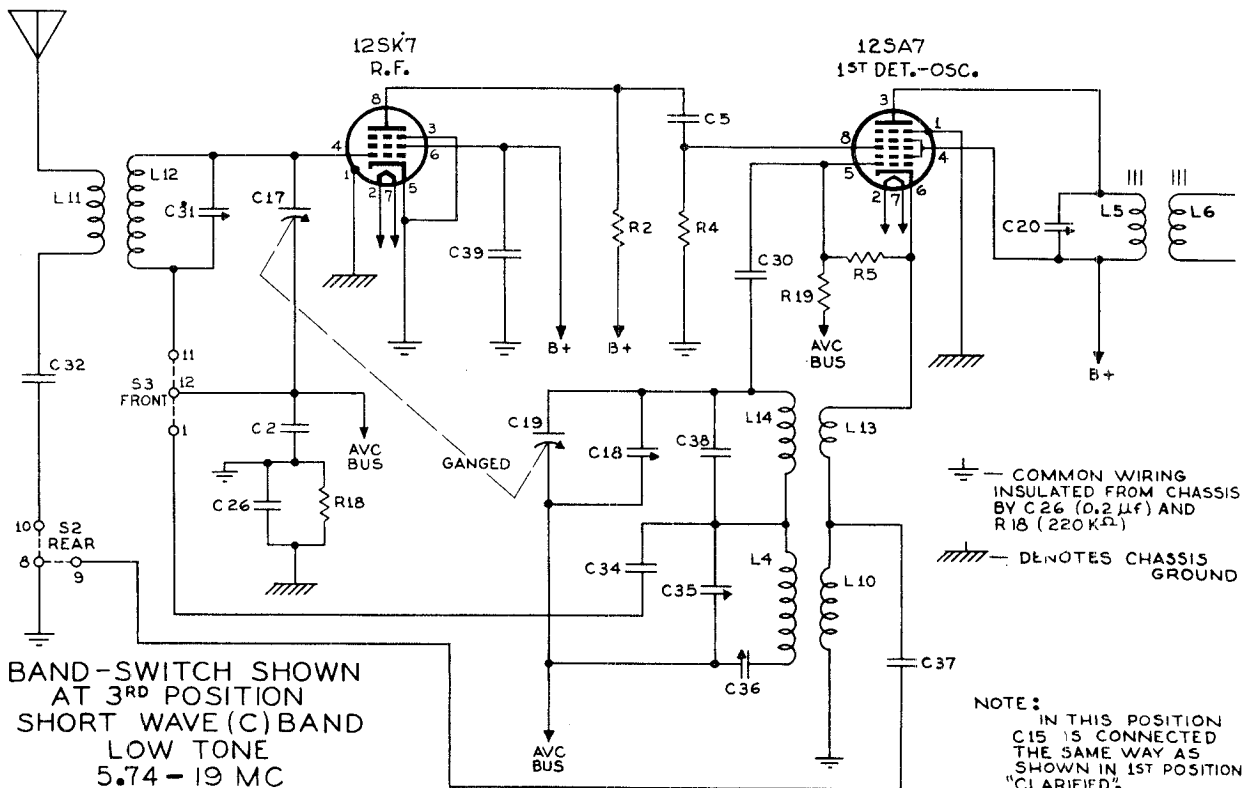 12SK7
R.F.
12SA7
1ST DET.-OSC.
8
3
4
6
1
2
7
5
3
1
8
4
5
2
7
6
C5
L11
L12
C31
C17
C39
R2
R4
C30
R19
R5
C20
L5
L6
B+
B+
AVC
BUS
B+
C32
11
S3
FRONT
12
1
C2
AVC
BUS
C26
R18
GANGED
C19
C18
C38
L14
L13
10
S2
REAR
8
9
C34
C35
L4
L10
C36
C37
AVC
BUS
— COMMON WIRING
INSULATED FROM CHASSIS
BY C26 (0.2 µf) AND
R18 (220 KΩ)
— DENOTES CHASSIS
GROUND
BAND-SWITCH SHOWN
AT 3RD POSITION
SHORT WAVE (C) BAND
LOW TONE
5.74 – 19 MC
NOTE:
IN THIS POSITION
C15 IS CONNECTED
THE SAME WAY AS
SHOWN IN 1ST POSITION
"CLARIFIED".